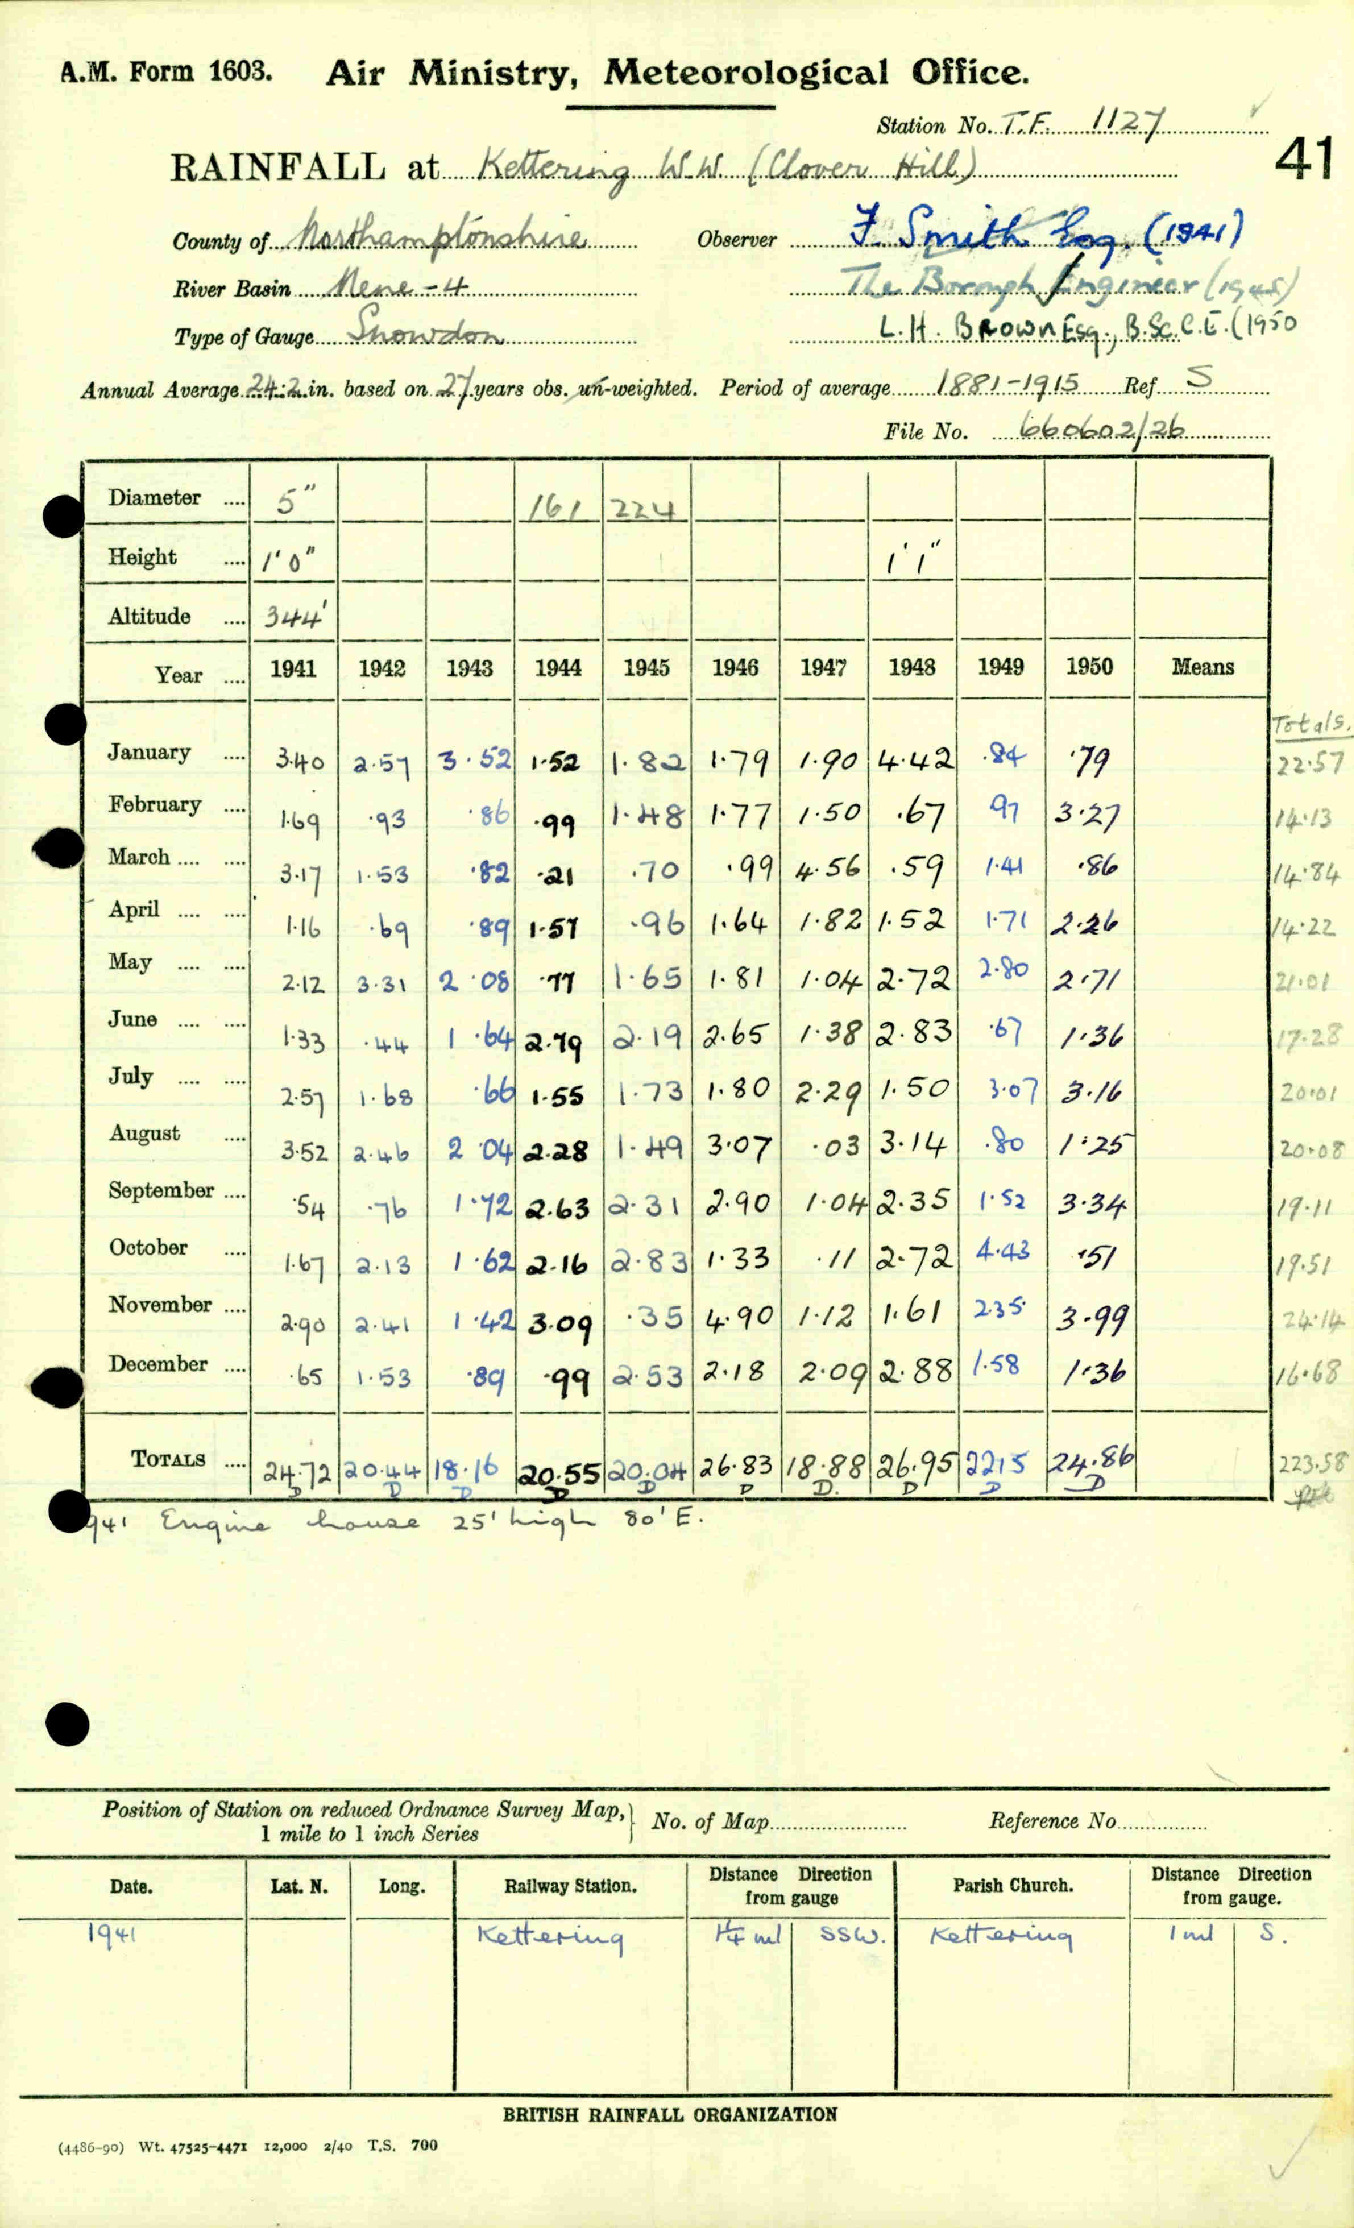 A.M. Form 1603. Air Ministry, Meteorological Office.
Station No. T.F. 1127
RAINFALL at Kettering W.W. (Clover Hill)
41
County of Northamptonshire Observer F. Smith Esq. (1941)
River Basin Nene-4 The Borough Engineer (1945)
Type of Gauge Snowdon L.H. Brown Esq., B.Sc. C.E. (1950
Annual Average 24.2 in. based on 27 years obs. un-weighted. Period of average 1881-1915 Ref. S
File No. 660602/26
Diameter .... 5" 161 224
Height .... 1'0" 1'1"
Altitude .... 344'
Year .... 1941 1942 1943 1944 1945 1946 1947 1948 1949 1950 Means
Totals.
January .... 3.40 2.57 3.52 1.52 1.82 1.79 1.90 4.42 .84 .79 22.57
February .... 1.69 .93 .86 .99 1.48 1.77 1.50 .67 97 3.27 14.13
March .... .... 3.17 1.53 .82 .21 .70 .99 4.56 .59 1.41 .86 14.84
April .... .... 1.16 .69 .89 1.57 .96 1.64 1.82 1.52 1.71 2.26 14.22
May .... .... 2.12 3.31 2.08 .77 1.65 1.81 1.04 2.72 2.80 2.71 21.01
June .... .... 1.33 .44 1.64 2.79 2.19 2.65 1.38 2.83 .67 1.36 17.28
July .... .... 2.57 1.68 .66 1.55 1.73 1.80 2.29 1.50 3.07 3.16 20.01
August .... 3.52 2.46 2.04 2.28 1.49 3.07 .03 3.14 .80 1.25 20.08
September .... .54 .76 1.72 2.63 2.31 2.90 1.04 2.35 1.52 3.34 19.11
October .... 1.67 2.13 1.62 2.16 2.83 1.33 .11 2.72 4.43 .51 19.51
November .... 2.90 2.41 1.42 3.09 .35 4.90 1.12 1.61 2.35 3.99 24.14
December .... .65 1.53 .89 .99 2.53 2.18 2.09 2.88 1.58 1.36 16.68
TOTALS .... 24.72 20.44 18.16 20.55 20.04 26.83 18.88 26.95 22.15 24.86 223.58
D D D D D D D. D D D
941 Engine house 25' high 80' E.
Position of Station on reduced Ordnance Survey Map, 1 mile to 1 inch Series } No. of Map Reference No.
Date. Lat. N. Long. Railway Station. Distance Direction from gauge Parish Church. Distance Direction from gauge.
1941 Kettering 1¼ ml SSW. Kettering 1 ml S.
BRITISH RAINFALL ORGANIZATION
(4486-90) Wt. 47525-4471 12,000 2/40 T.S. 700